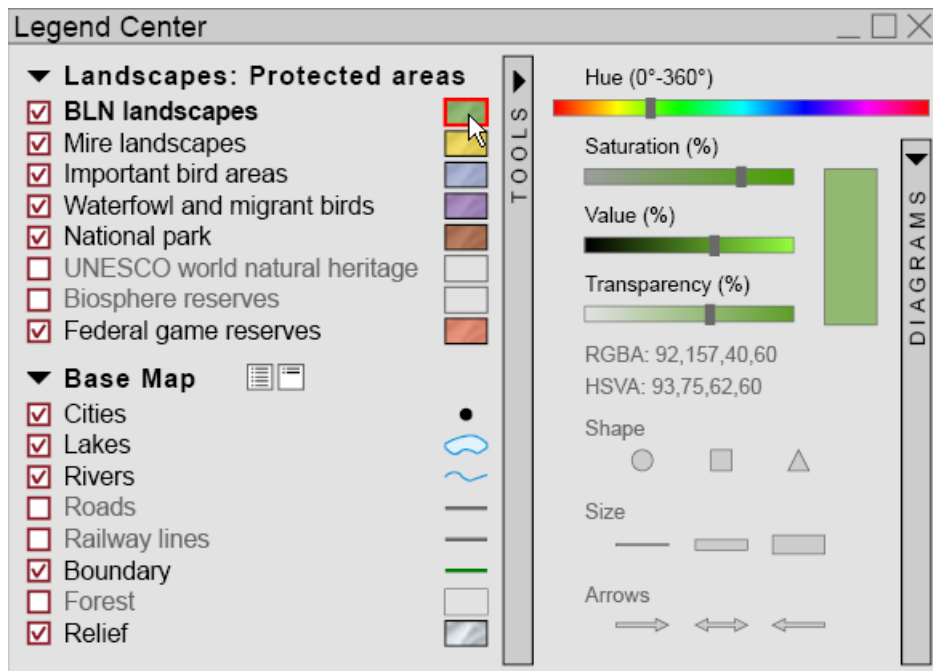 Legend Center
Landscapes: Protected areas
BLN landscapes
Mire landscapes
Important bird areas
Waterfowl and migrant birds
National park
UNESCO world natural heritage
Biosphere reserves
Federal game reserves
Base Map
Cities
Lakes
Rivers
Roads
Railway lines
Boundary
Forest
Relief
TOOLS
Hue (0°-360°)
Saturation (%)
Value (%)
Transparency (%)
RGBA: 92,157,40,60
HSVA: 93,75,62,60
Shape
Size
Arrows
DIAGRAMS